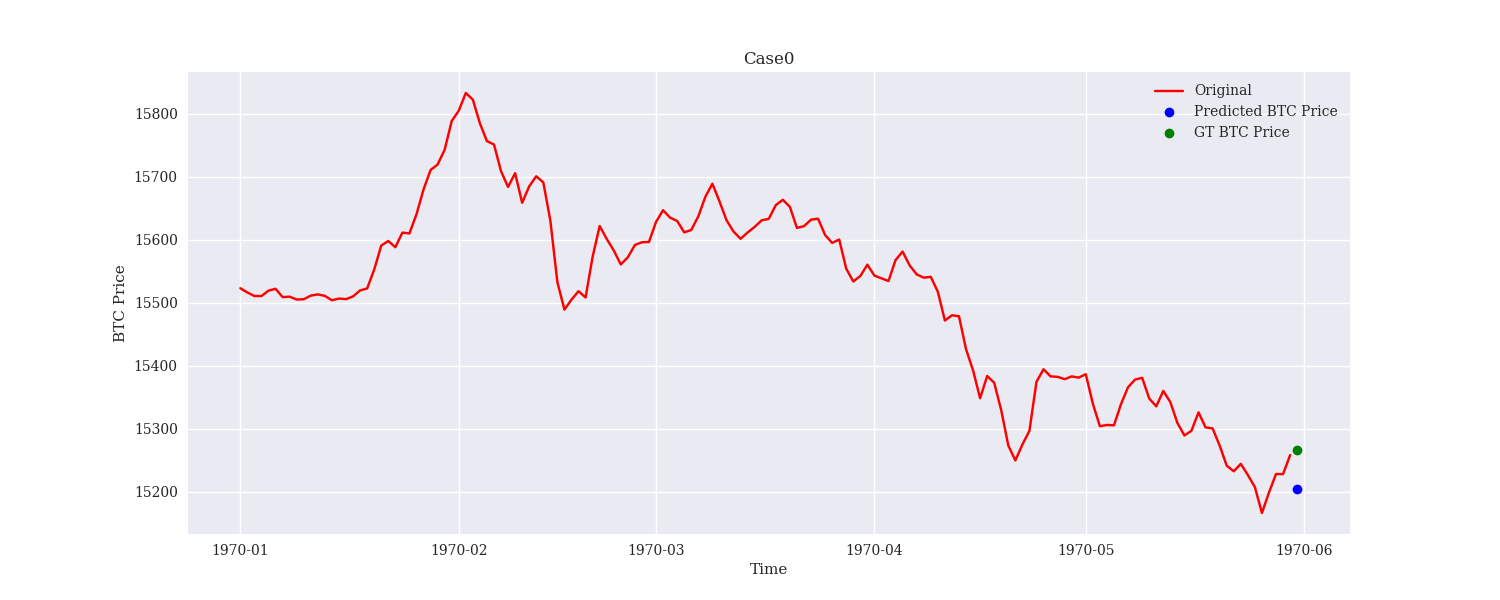 Case0
Original
Predicted BTC Price
GT BTC Price
15800
15700
15600
15500
15400
15300
15200
BTC Price
1970-01
1970-02
1970-03
1970-04
1970-05
1970-06
Time